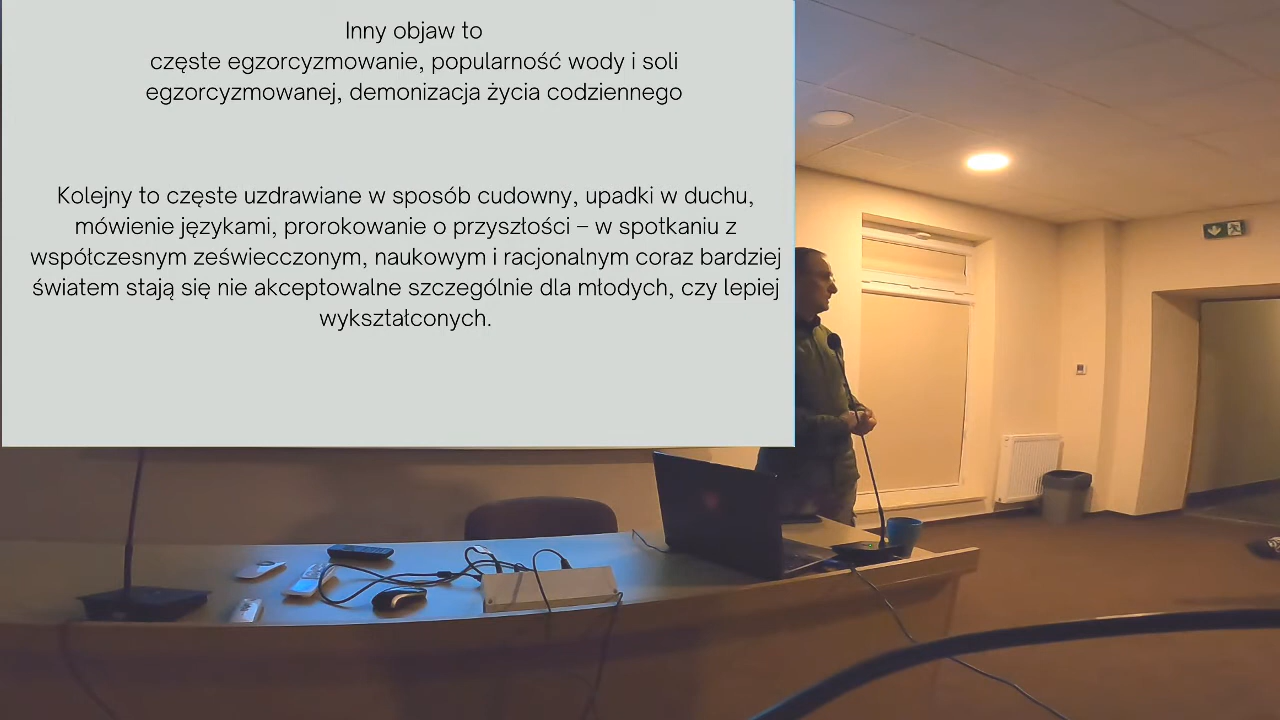 Inny objaw to
częste egzorcyzmowanie, popularność wody i soli
egzorcyzmowanej, demonizacja życia codziennego
Kolejny to częste uzdrawiane w sposób cudowny, upadki w duchu,
mówienie językami, prorokowanie o przyszłości – w spotkaniu z
współczesnym zeświecczonym, naukowym i racjonalnym coraz bardziej
światem stają się nie akceptowalne szczególnie dla młodych, czy lepiej
wykształconych.